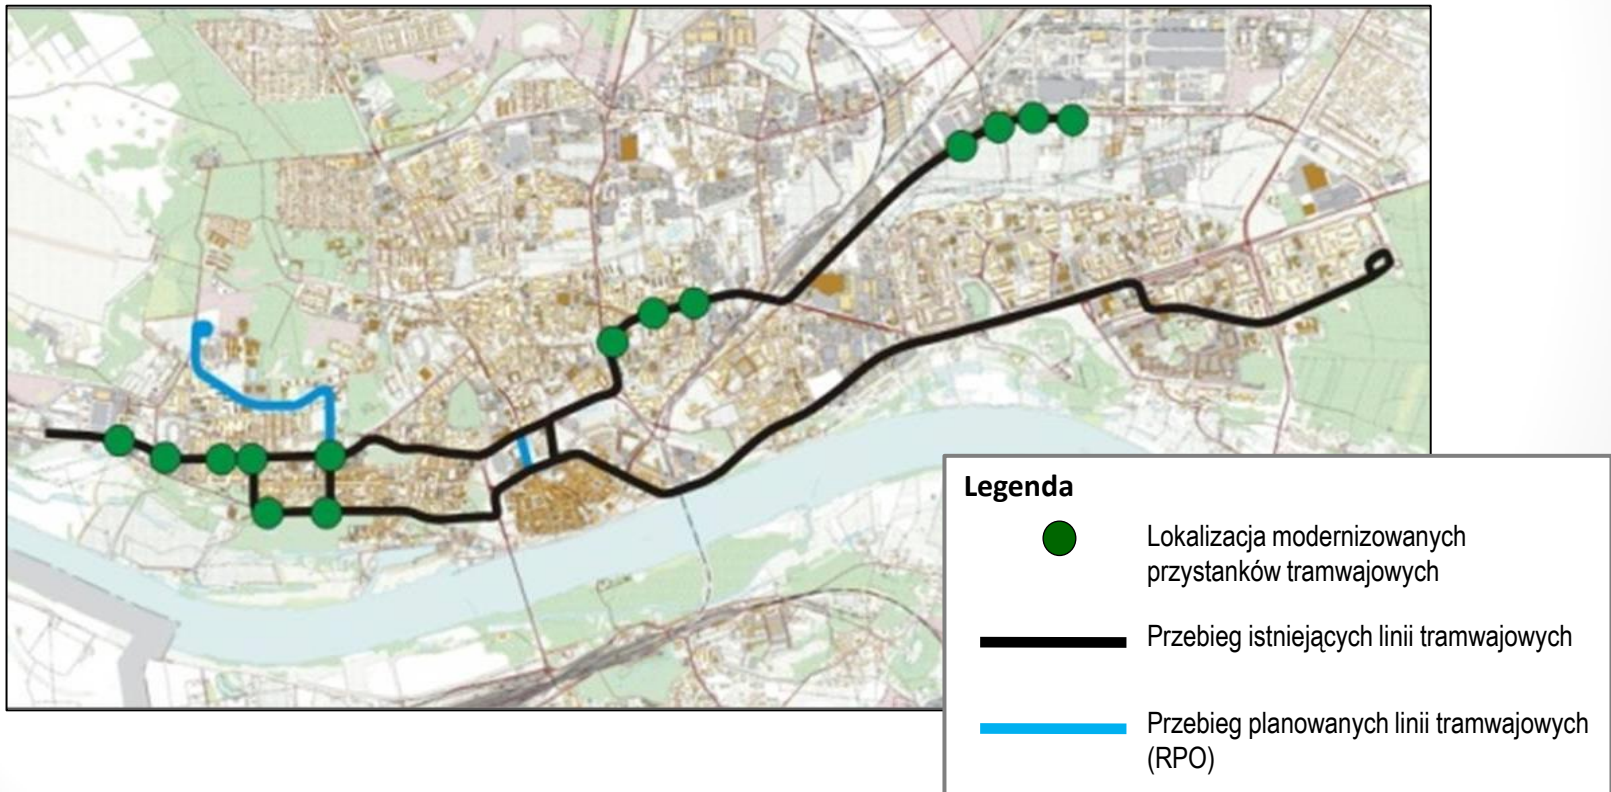 Legenda
Lokalizacja modernizowanych
przystanków tramwajowych
Przebieg istniejących linii tramwajowych
Przebieg planowanych linii tramwajowych
(RPO)